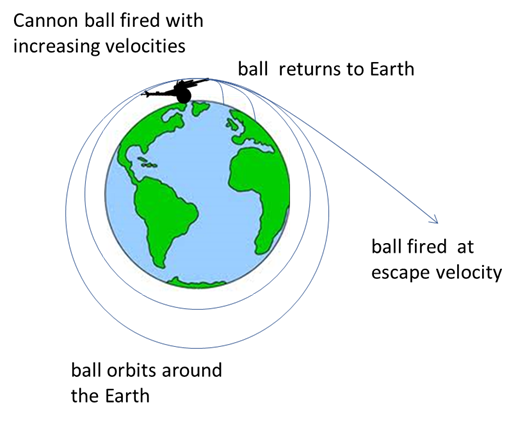 Cannon ball fired with
increasing velocities
ball returns to Earth
ball fired at
escape velocity
ball orbits around
the Earth